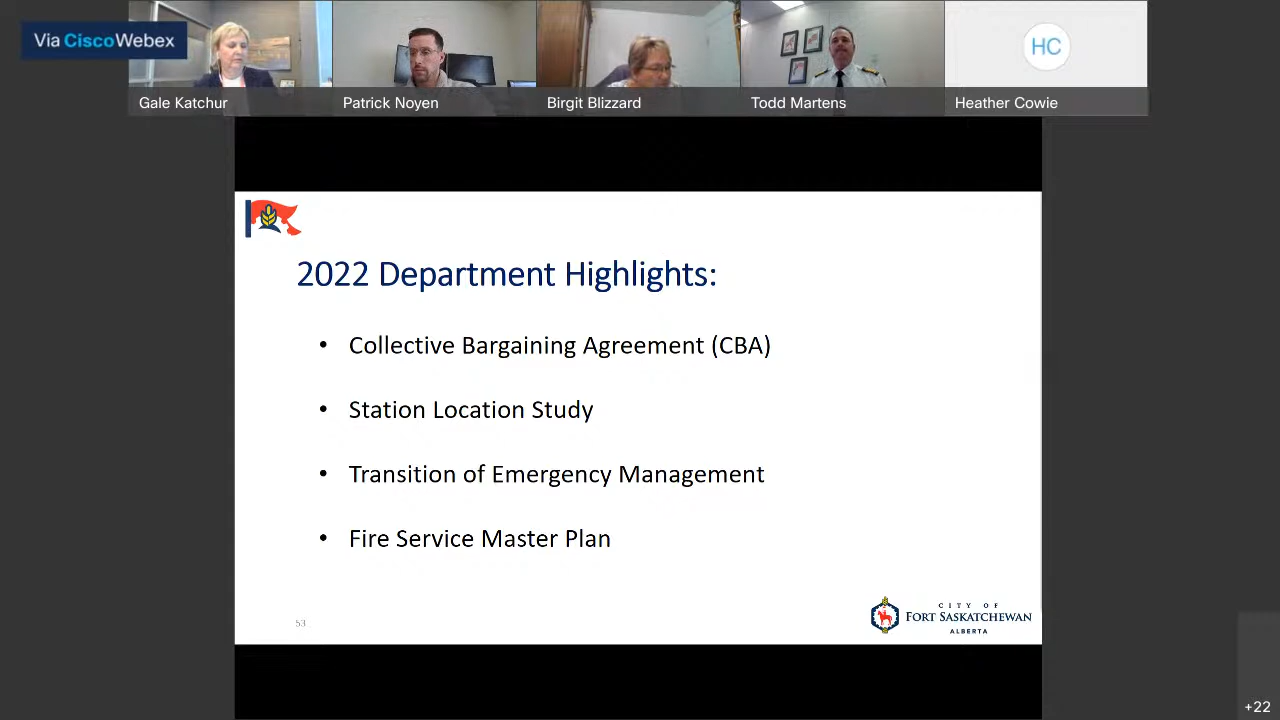 Via CiscoWebex
Gale Katchur
Patrick Noyen
Birgit Blizzard
Todd Martens
HC
Heather Cowie
2022 Department Highlights:
• Collective Bargaining Agreement (CBA)
• Station Location Study
• Transition of Emergency Management
• Fire Service Master Plan
53
CITY OF
FORT SASKATCHEWAN
ALBERTA
+22